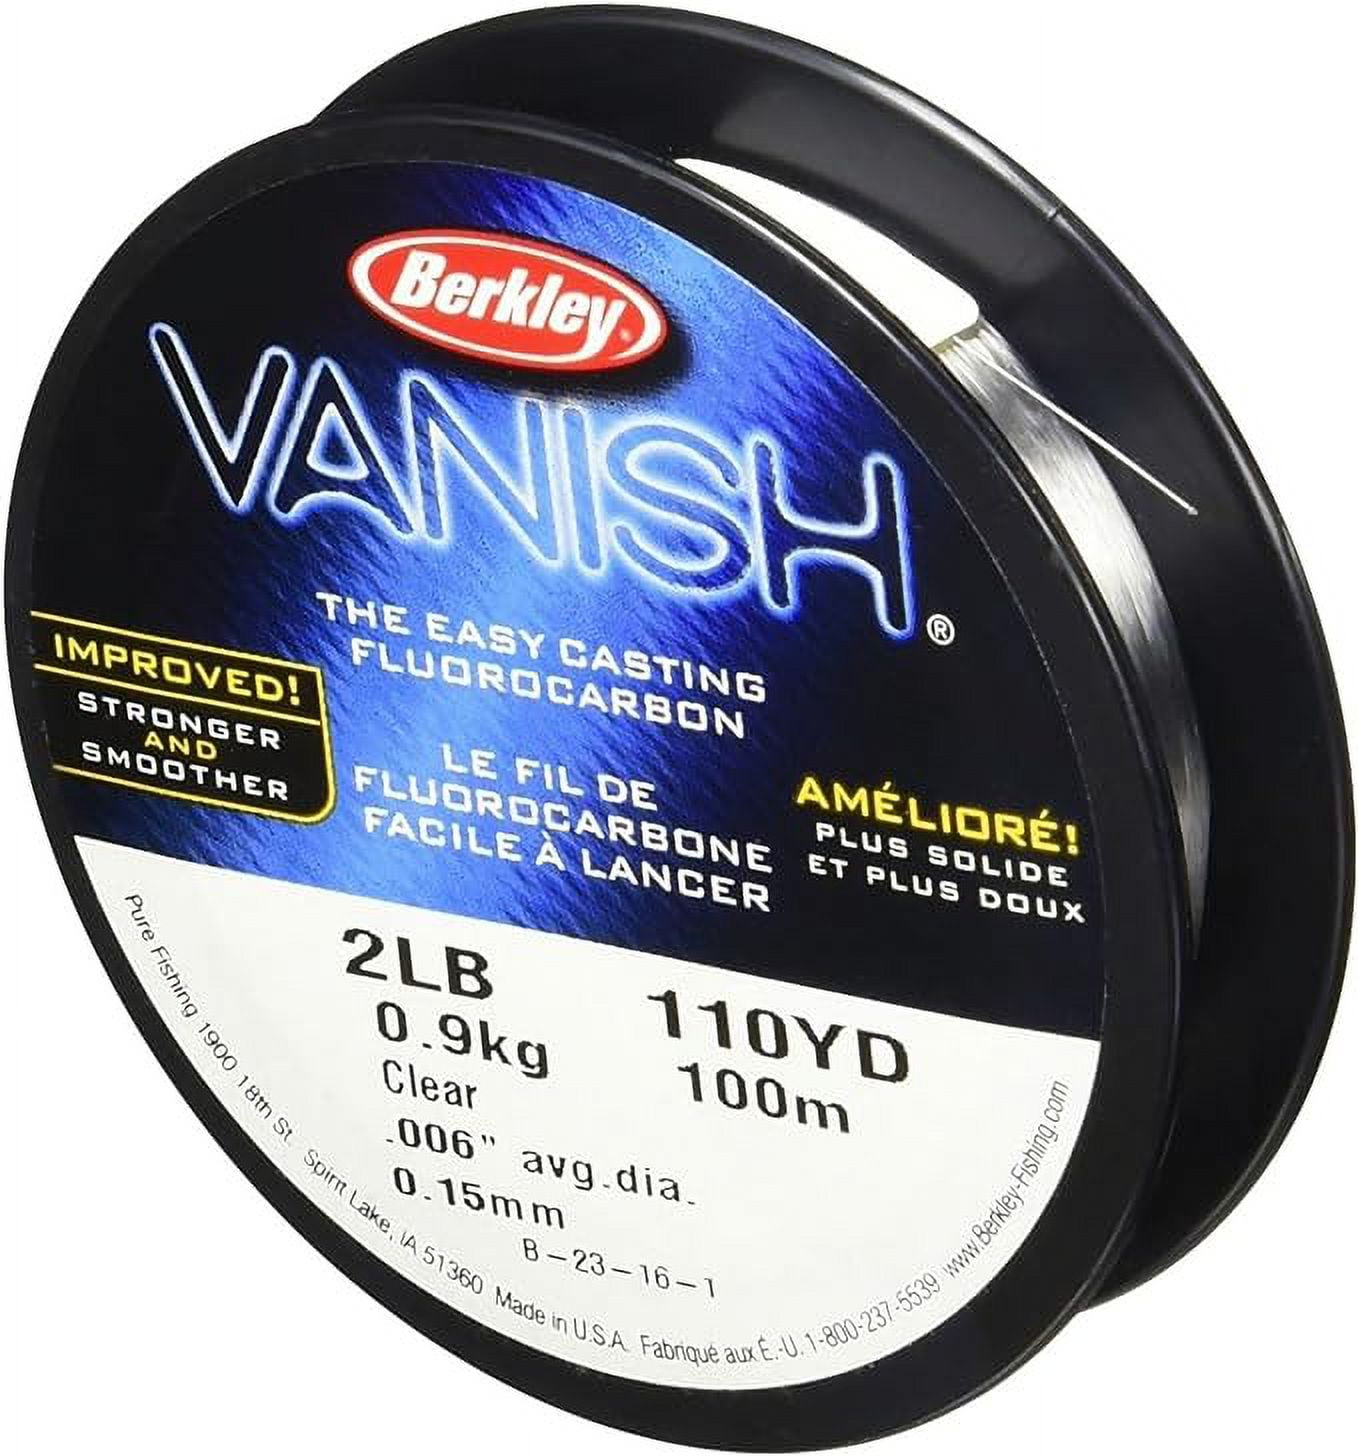 Berkley
VANISH®
THE EASY CASTING
FLUOROCARBON
IMPROVED!
STRONGER
AND
SMOOTHER
LE FIL DE
FLUOROCARBONE
FACILE À LANCER
AMÉLIORÉ!
PLUS SOLIDE
ET PLUS DOUX
2LB
0.9kg
Clear
.006" avg.dia.
0.15mm
110YD
100m
B-23-16-1
Pure Fishing 1900 18th St. Spirit Lake, IA 51360 Made in U.S.A. Fabriqué aux É.-U. 1-800-237-5539 www.Berkley-Fishing.com